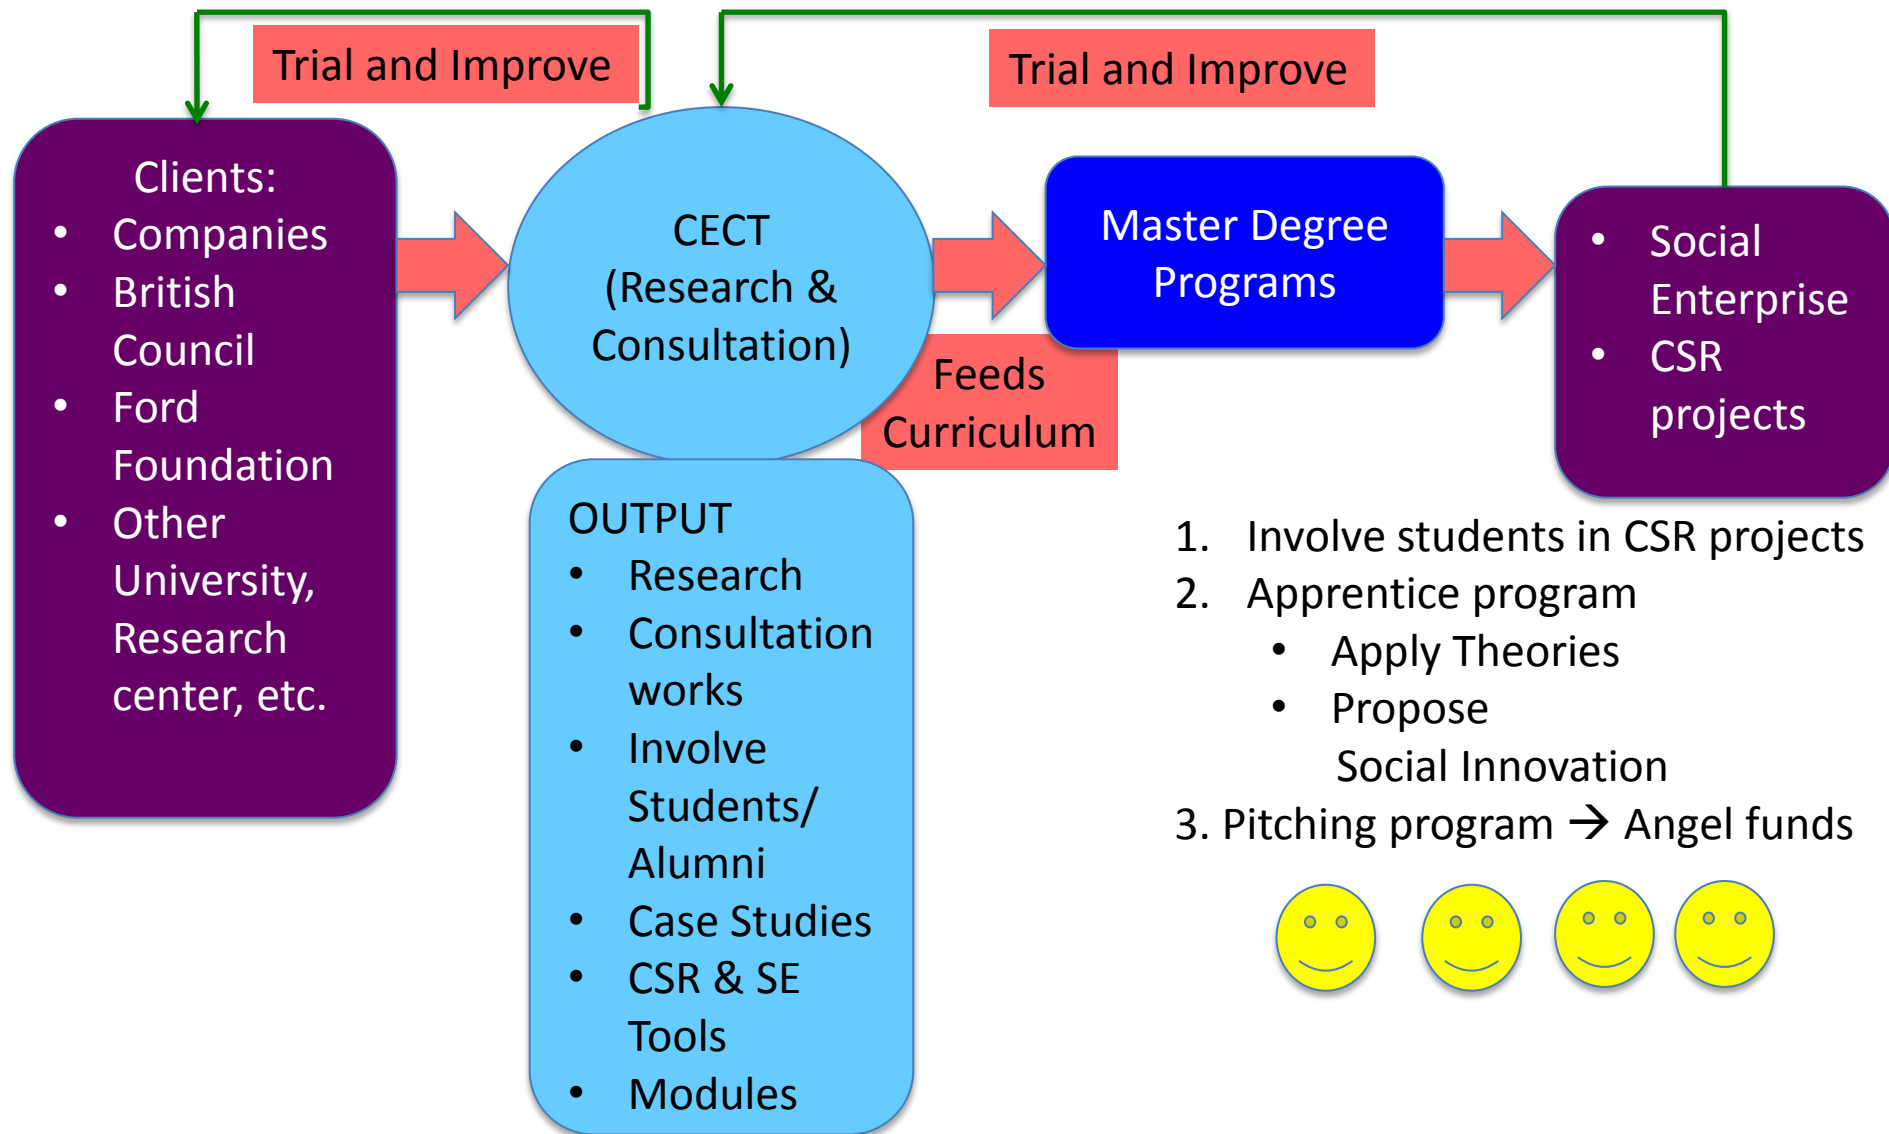 Trial and Improve
Trial and Improve
Clients:
• Companies
• British
Council
• Ford
Foundation
• Other
University,
Research
center, etc.
CECT
(Research &
Consultation)
Feeds
Curriculum
Master Degree
Programs
• Social
Enterprise
• CSR
projects
OUTPUT
• Research
• Consultation
works
• Involve
Students/
Alumni
• Case Studies
• CSR & SE
Tools
• Modules
1. Involve students in CSR projects
2. Apprentice program
• Apply Theories
• Propose
Social Innovation
3. Pitching program → Angel funds